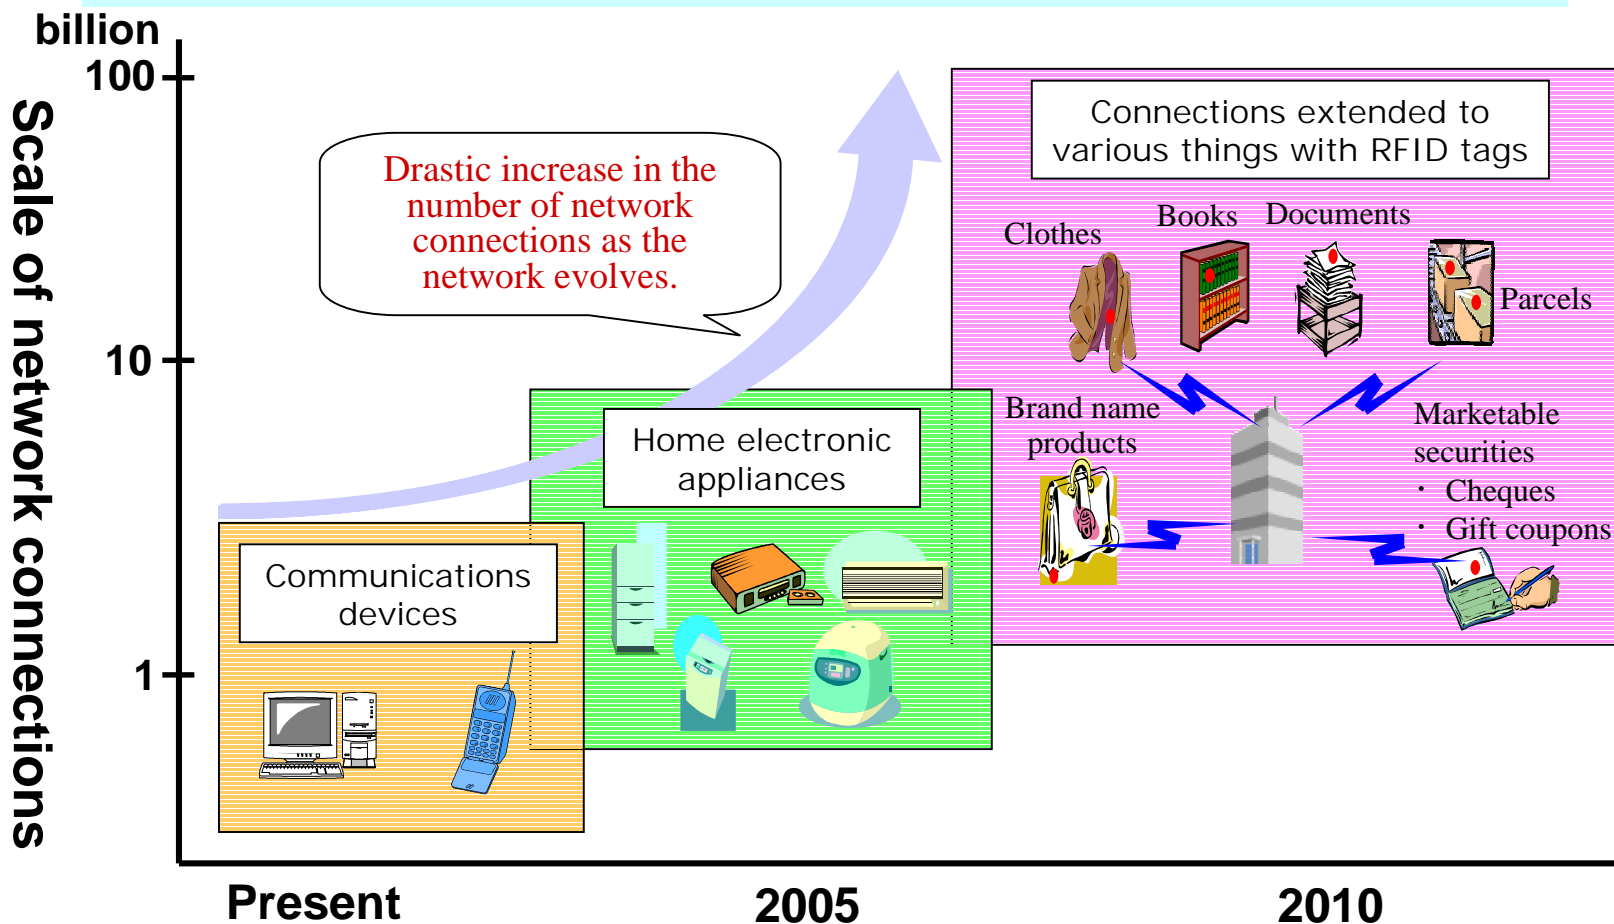 billion
100
10
1
Scale of network connections
Drastic increase in the
number of network
connections as the
network evolves.
Connections extended to
various things with RFID tags
Clothes
Books
Documents
Parcels
Brand name
products
Marketable
securities
・ Cheques
・ Gift coupons
Home electronic
appliances
Communications
devices
Present
2005
2010